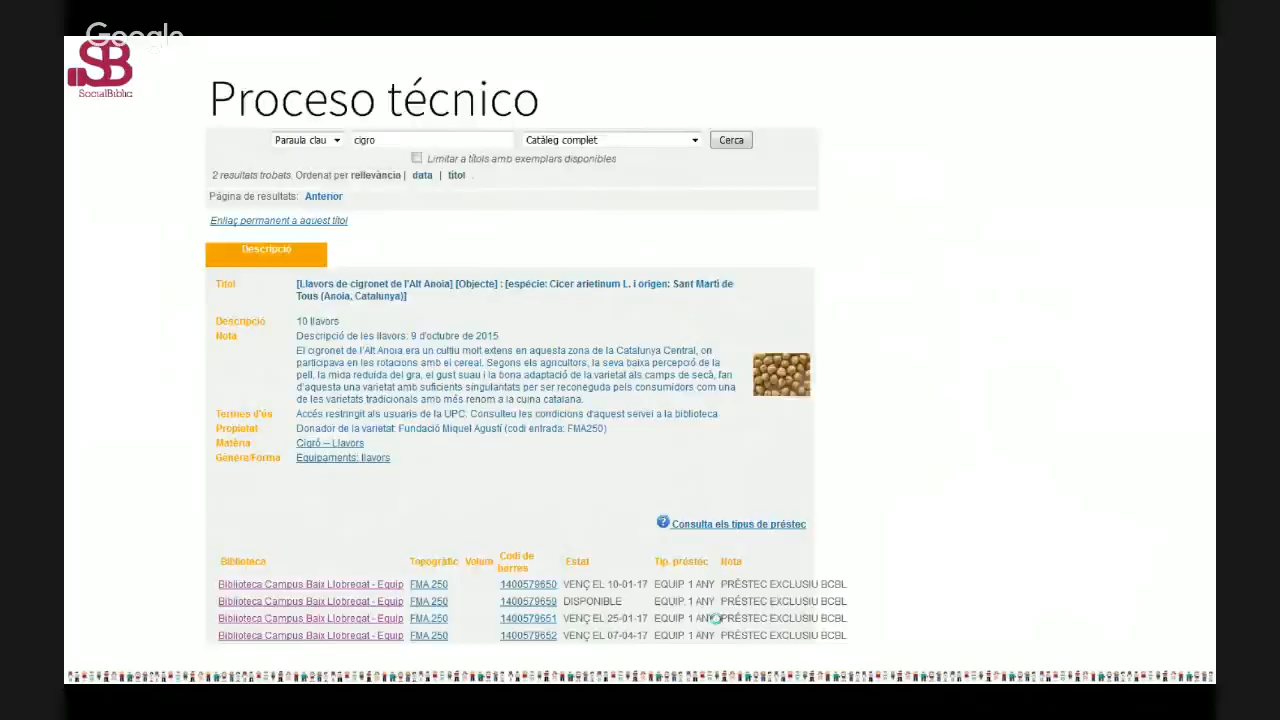 Google
SB
SocialBiblio
Proceso técnico
Paraula clau cigro Catàleg complet Cerca
Limitar a títols amb exemplars disponibles
2 resultats trobats. Ordenat per rellevància | data | títol
Página de resultats: Anterior
Enllaç permanent a aquest títol
Descripció
Títol [Llavors de cigronet de l'Alt Anoia] [Objecte] : [espècie: Cicer arietinum L. i origen: Sant Martí de
Tous (Anoia, Catalunya)]
Descripció 10 llavors
Nota Descripció de les llavors: 9 d'octubre de 2015
El cigronet de l'Alt Anoia era un cultiu molt extens en aquesta zona de la Catalunya Central, on
participava en les rotacions amb el cereal. Segons els agricultors, la seva baixa percepció de la
pell, la mida reduïda del gra, el gust suau i la bona adaptació de la varietat als camps de secà, fan
d'aquesta una varietat amb suficients singularitats per ser reconeguda pels consumidors com una
de les varietats tradicionals amb més renom a la cuina catalana.
Termes d'ús Accés restringit als usuaris de la UPC. Consulteu les condicions d'aquest servei a la biblioteca
Propietat Donador de la varietat: Fundació Miquel Agustí (codi entrada: FMA250)
Matèria Cigró -- Llavors
Gènere/Forma Equipaments: llavors
Consulta els tipus de préstec
Biblioteca Topogràfic Volum Codi de barres Estat Tip. préstec Nota
Biblioteca Campus Baix Llobregat - Equip FMA 250 1400579650 VENÇ EL 10-01-17 EQUIP 1 ANY PRÉSTEC EXCLUSIU BCBL
Biblioteca Campus Baix Llobregat - Equip FMA 250 1400579659 DISPONIBLE EQUIP. 1 ANY PRÉSTEC EXCLUSIU BCBL
Biblioteca Campus Baix Llobregat - Equip FMA 250 1400579651 VENÇ EL 25-01-17 EQUIP 1 ANY PRÉSTEC EXCLUSIU BCBL
Biblioteca Campus Baix Llobregat - Equip FMA 250 1400579652 VENÇ EL 07-04-17 EQUIP 1 ANY PRÉSTEC EXCLUSIU BCBL